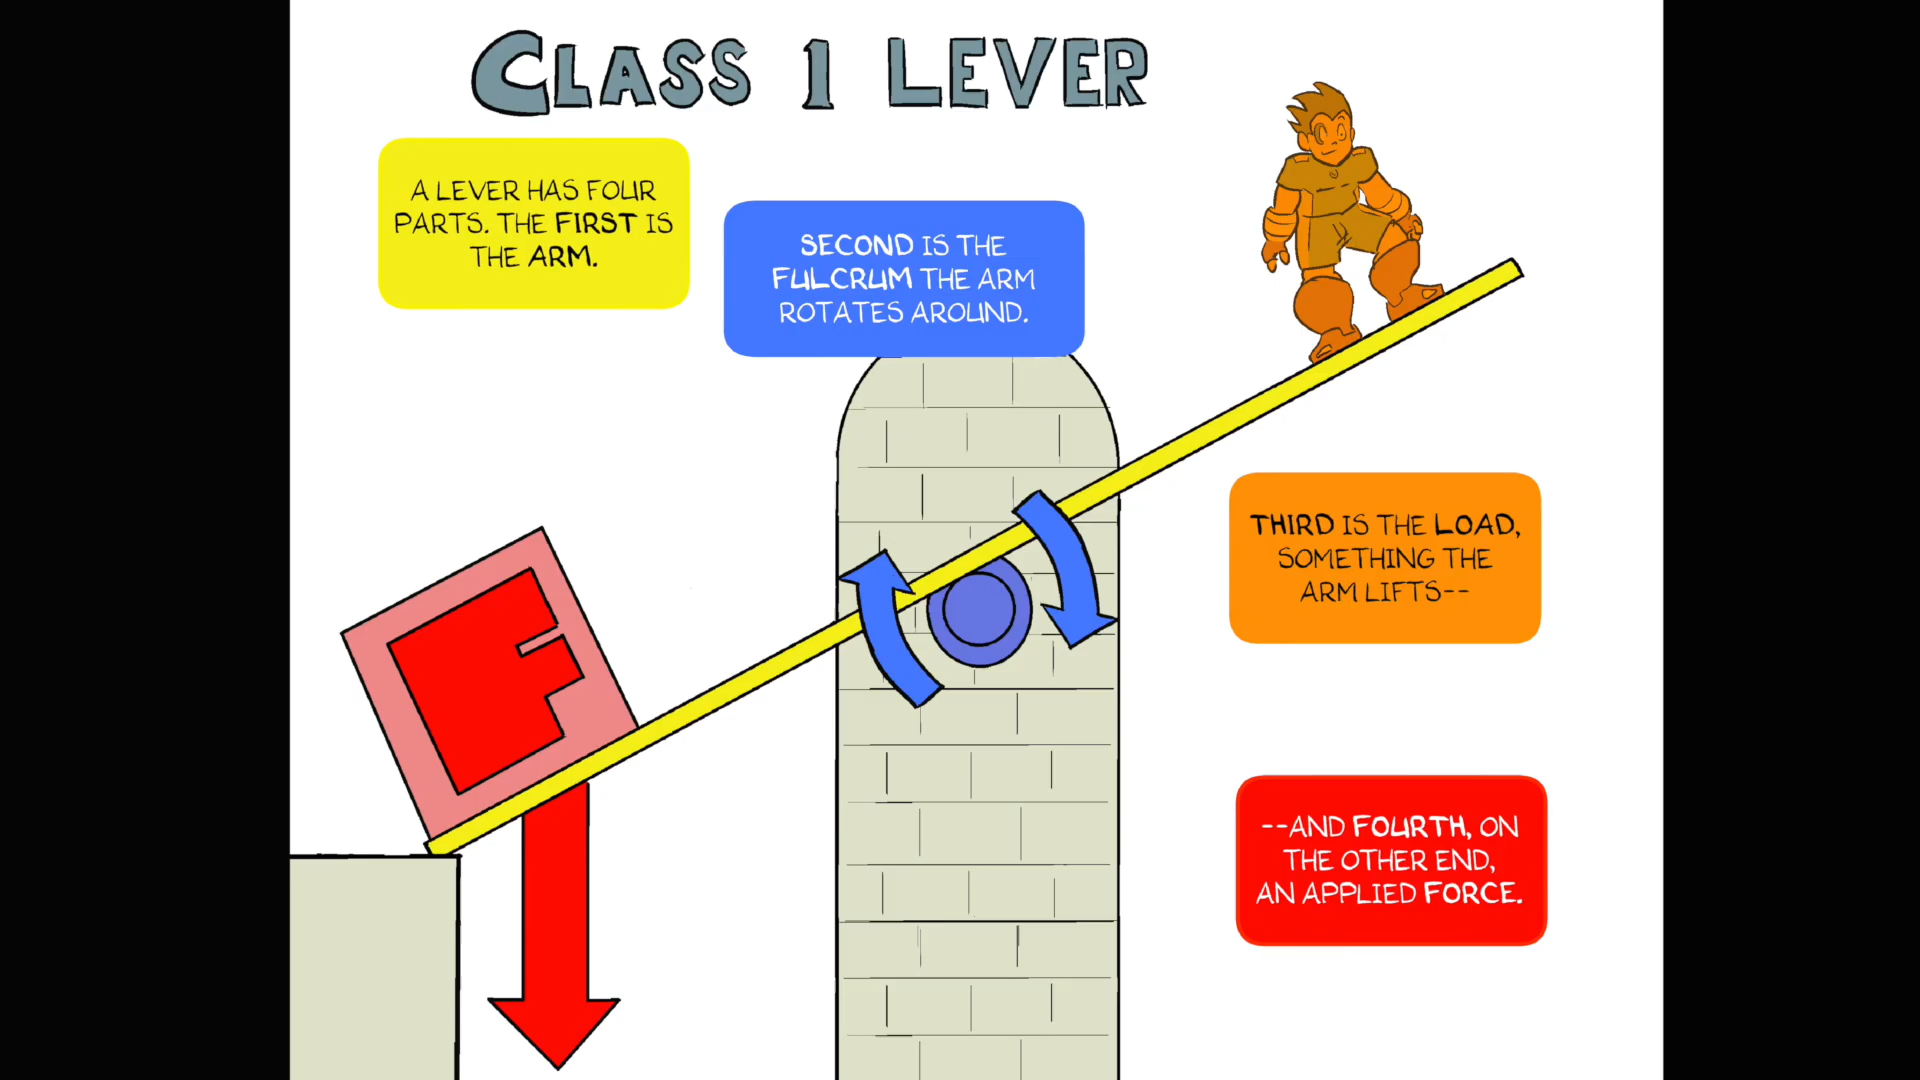 CLASS 1 LEVER
A LEVER HAS FOUR
PARTS. THE FIRST IS
THE ARM.
SECOND IS THE
FULCRUM THE ARM
ROTATES AROUND.
THIRD IS THE LOAD,
SOMETHING THE
ARM LIFTS--
--AND FOURTH, ON
THE OTHER END,
AN APPLIED FORCE.